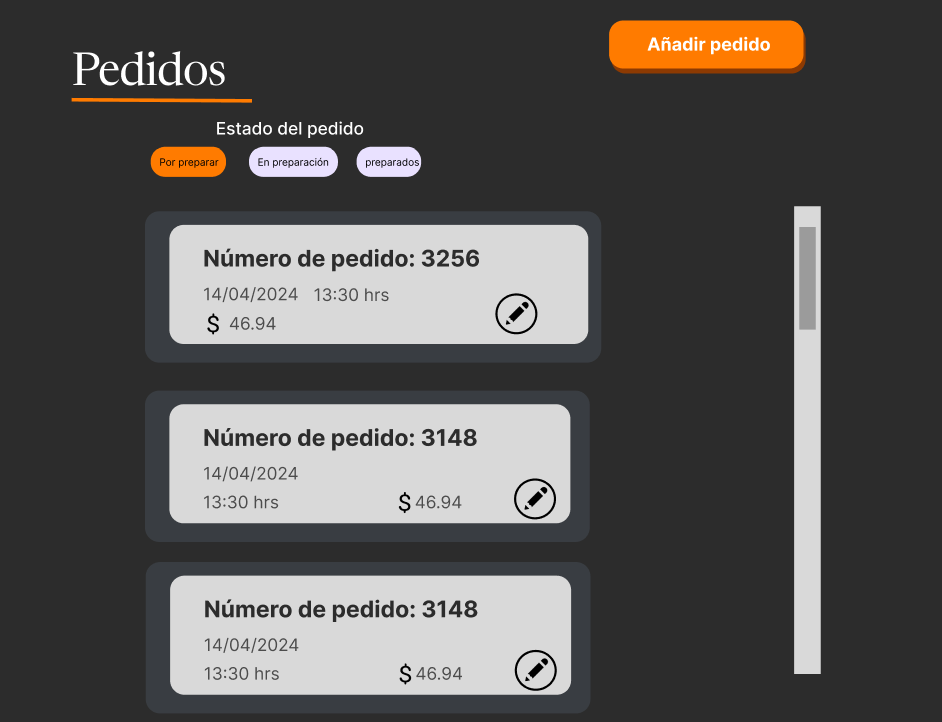 Añadir pedido
Pedidos
Estado del pedido
Por preparar En preparación preparados
Número de pedido: 3256
14/04/2024 13:30 hrs
$ 46.94
Número de pedido: 3148
14/04/2024
13:30 hrs $ 46.94
Número de pedido: 3148
14/04/2024
13:30 hrs $ 46.94